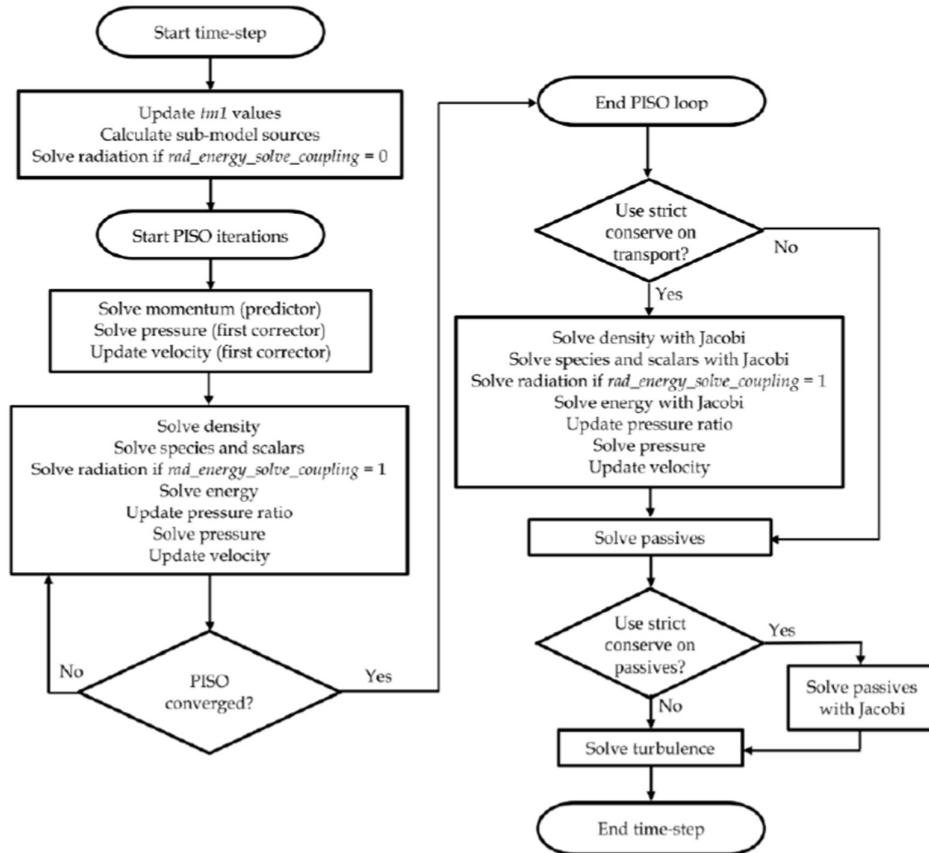 Start time-step
Update tm1 values
Calculate sub-model sources
Solve radiation if rad_energy_solve_coupling = 0
Start PISO iterations
Solve momentum (predictor)
Solve pressure (first corrector)
Update velocity (first corrector)
Solve density
Solve species and scalars
Solve radiation if rad_energy_solve_coupling = 1
Solve energy
Update pressure ratio
Solve pressure
Update velocity
No
PISO
converged?
Yes
End PISO loop
Use strict
conserve on
transport?
No
Yes
Solve density with Jacobi
Solve species and scalars with Jacobi
Solve radiation if rad_energy_solve_coupling = 1
Solve energy with Jacobi
Update pressure ratio
Solve pressure
Update velocity
Solve passives
Use strict
conserve on
passives?
Yes
No
Solve passives
with Jacobi
Solve turbulence
End time-step